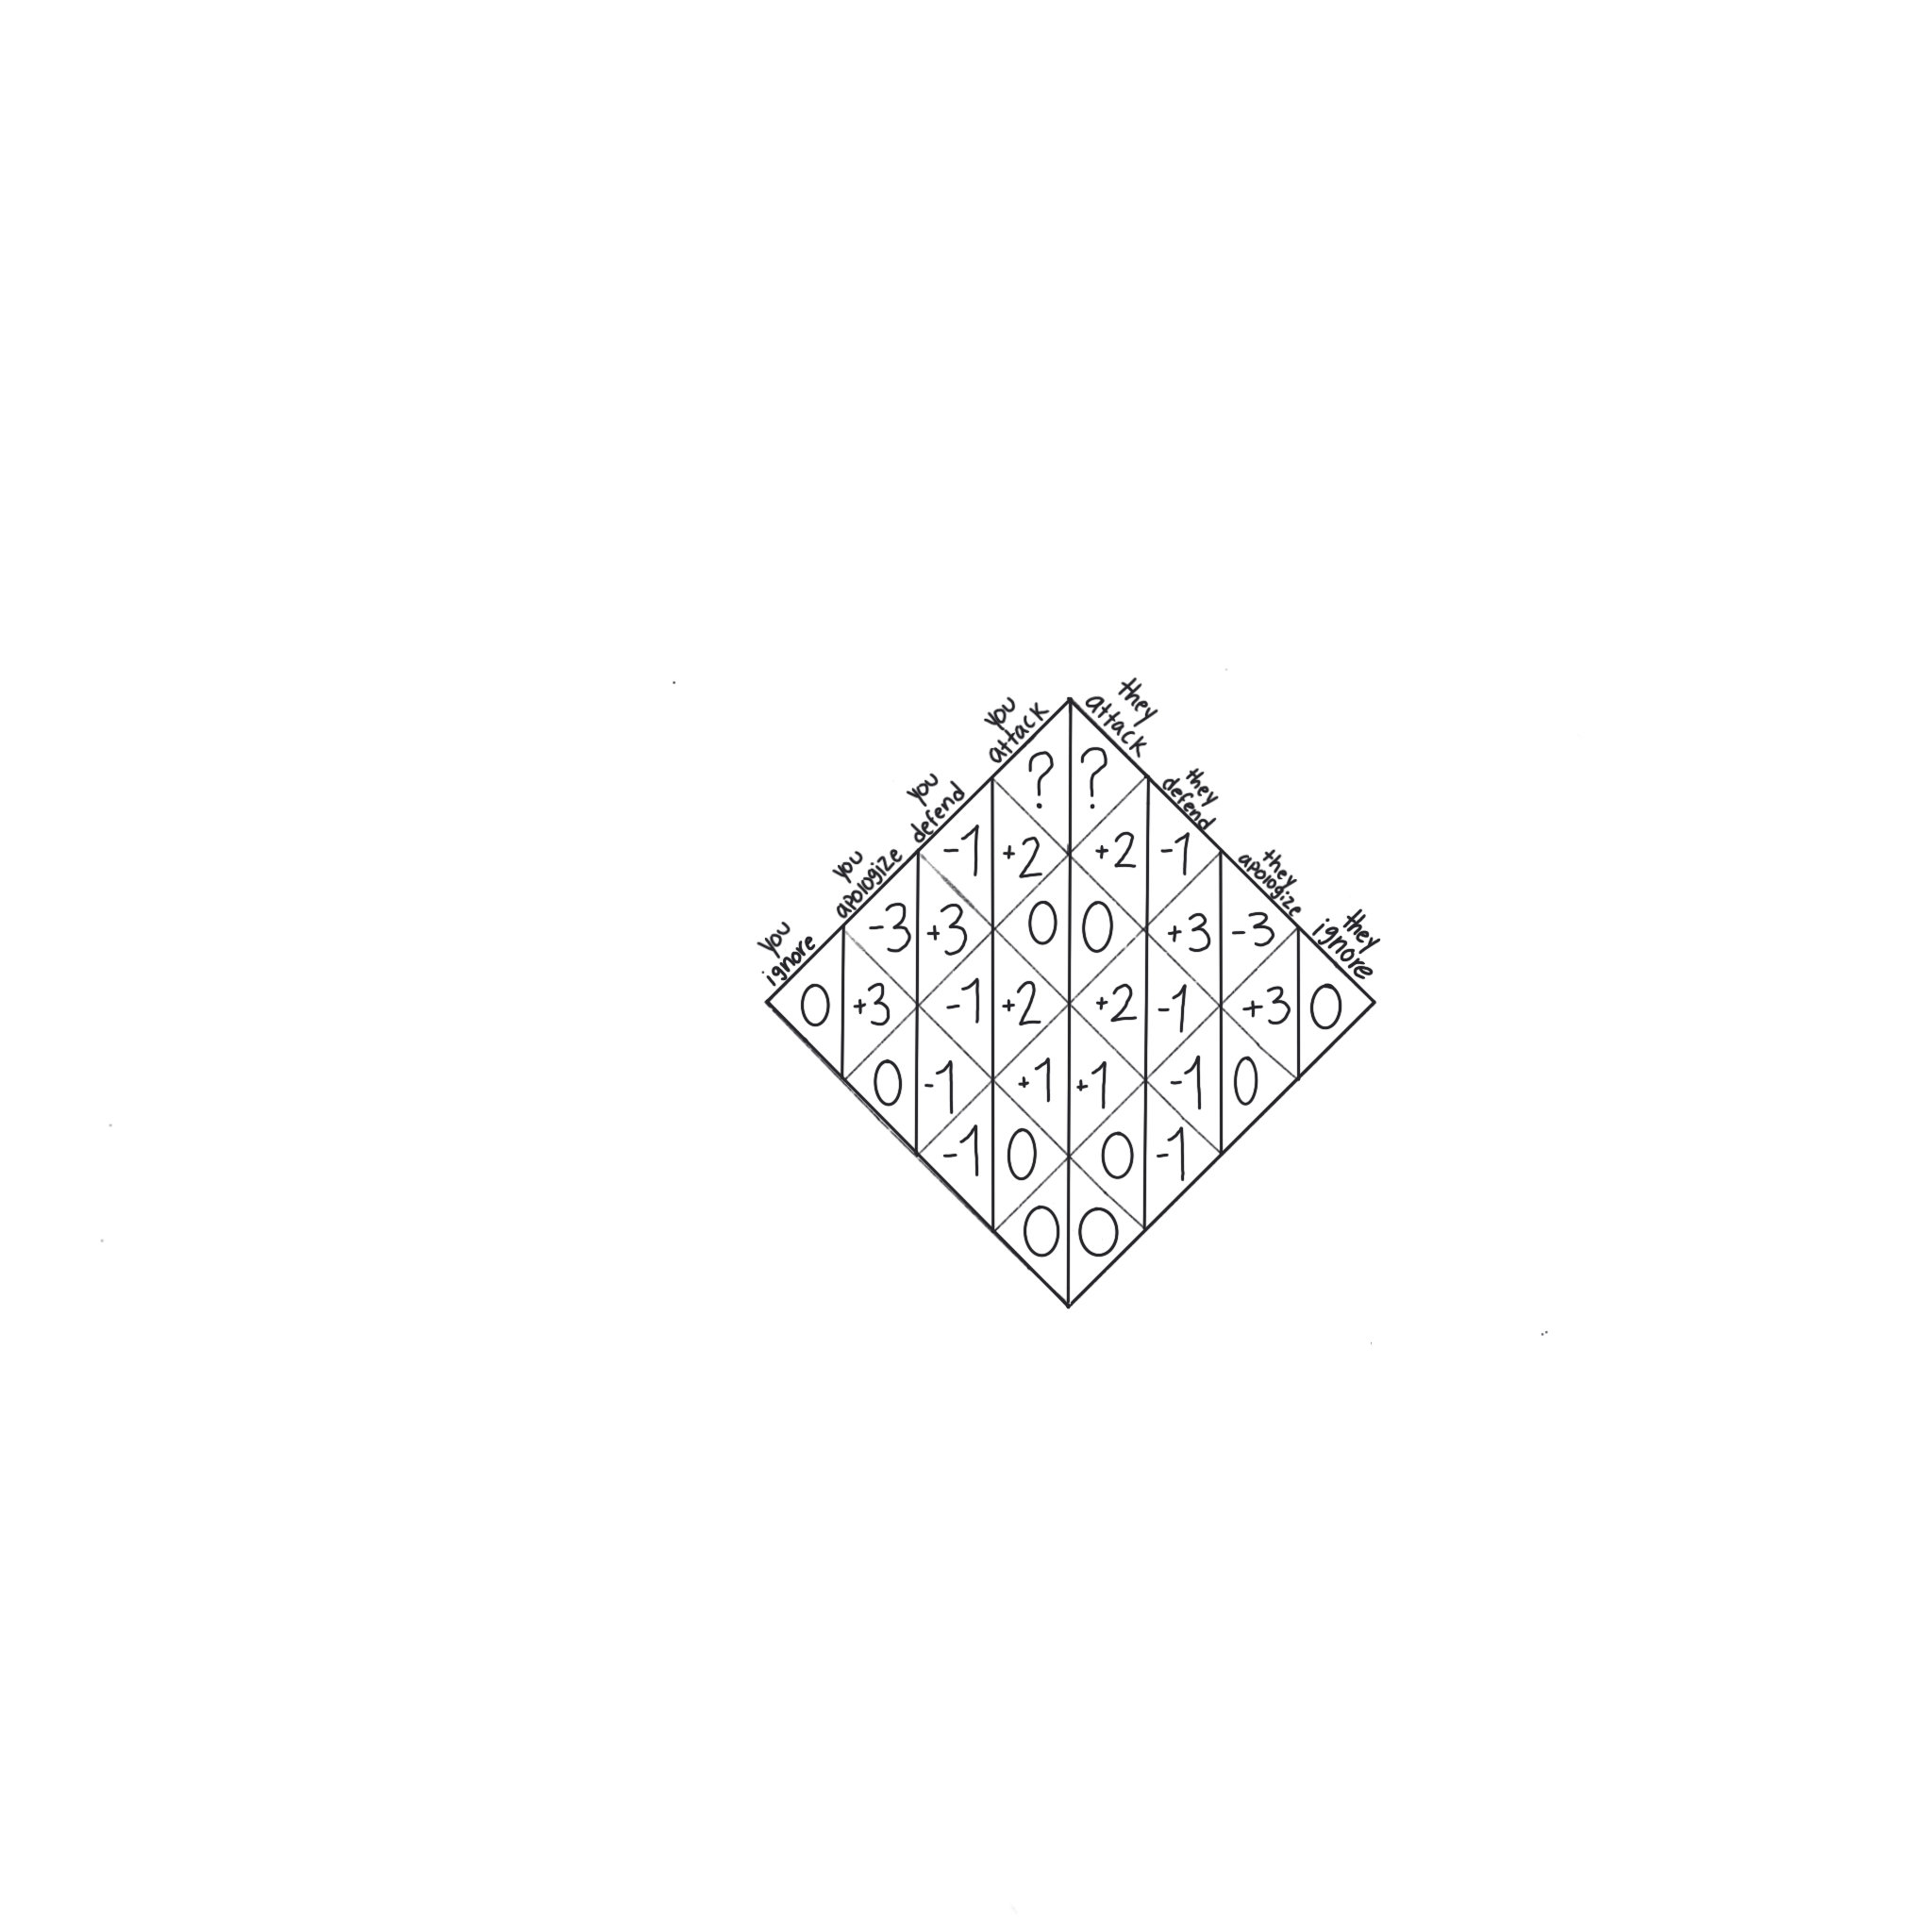 you
attack
they
attack
you
defend
they
defend
you
apologize
they
apologize
you
ignore
they
ignore
? ?
-1 +2 +2 -1
-3 +3 0 0 +3 -3
0 +3 -1 +2 +2 -1 +3 0
0 -1 +1 +1 -1 0
-1 0 0 -1
0 0